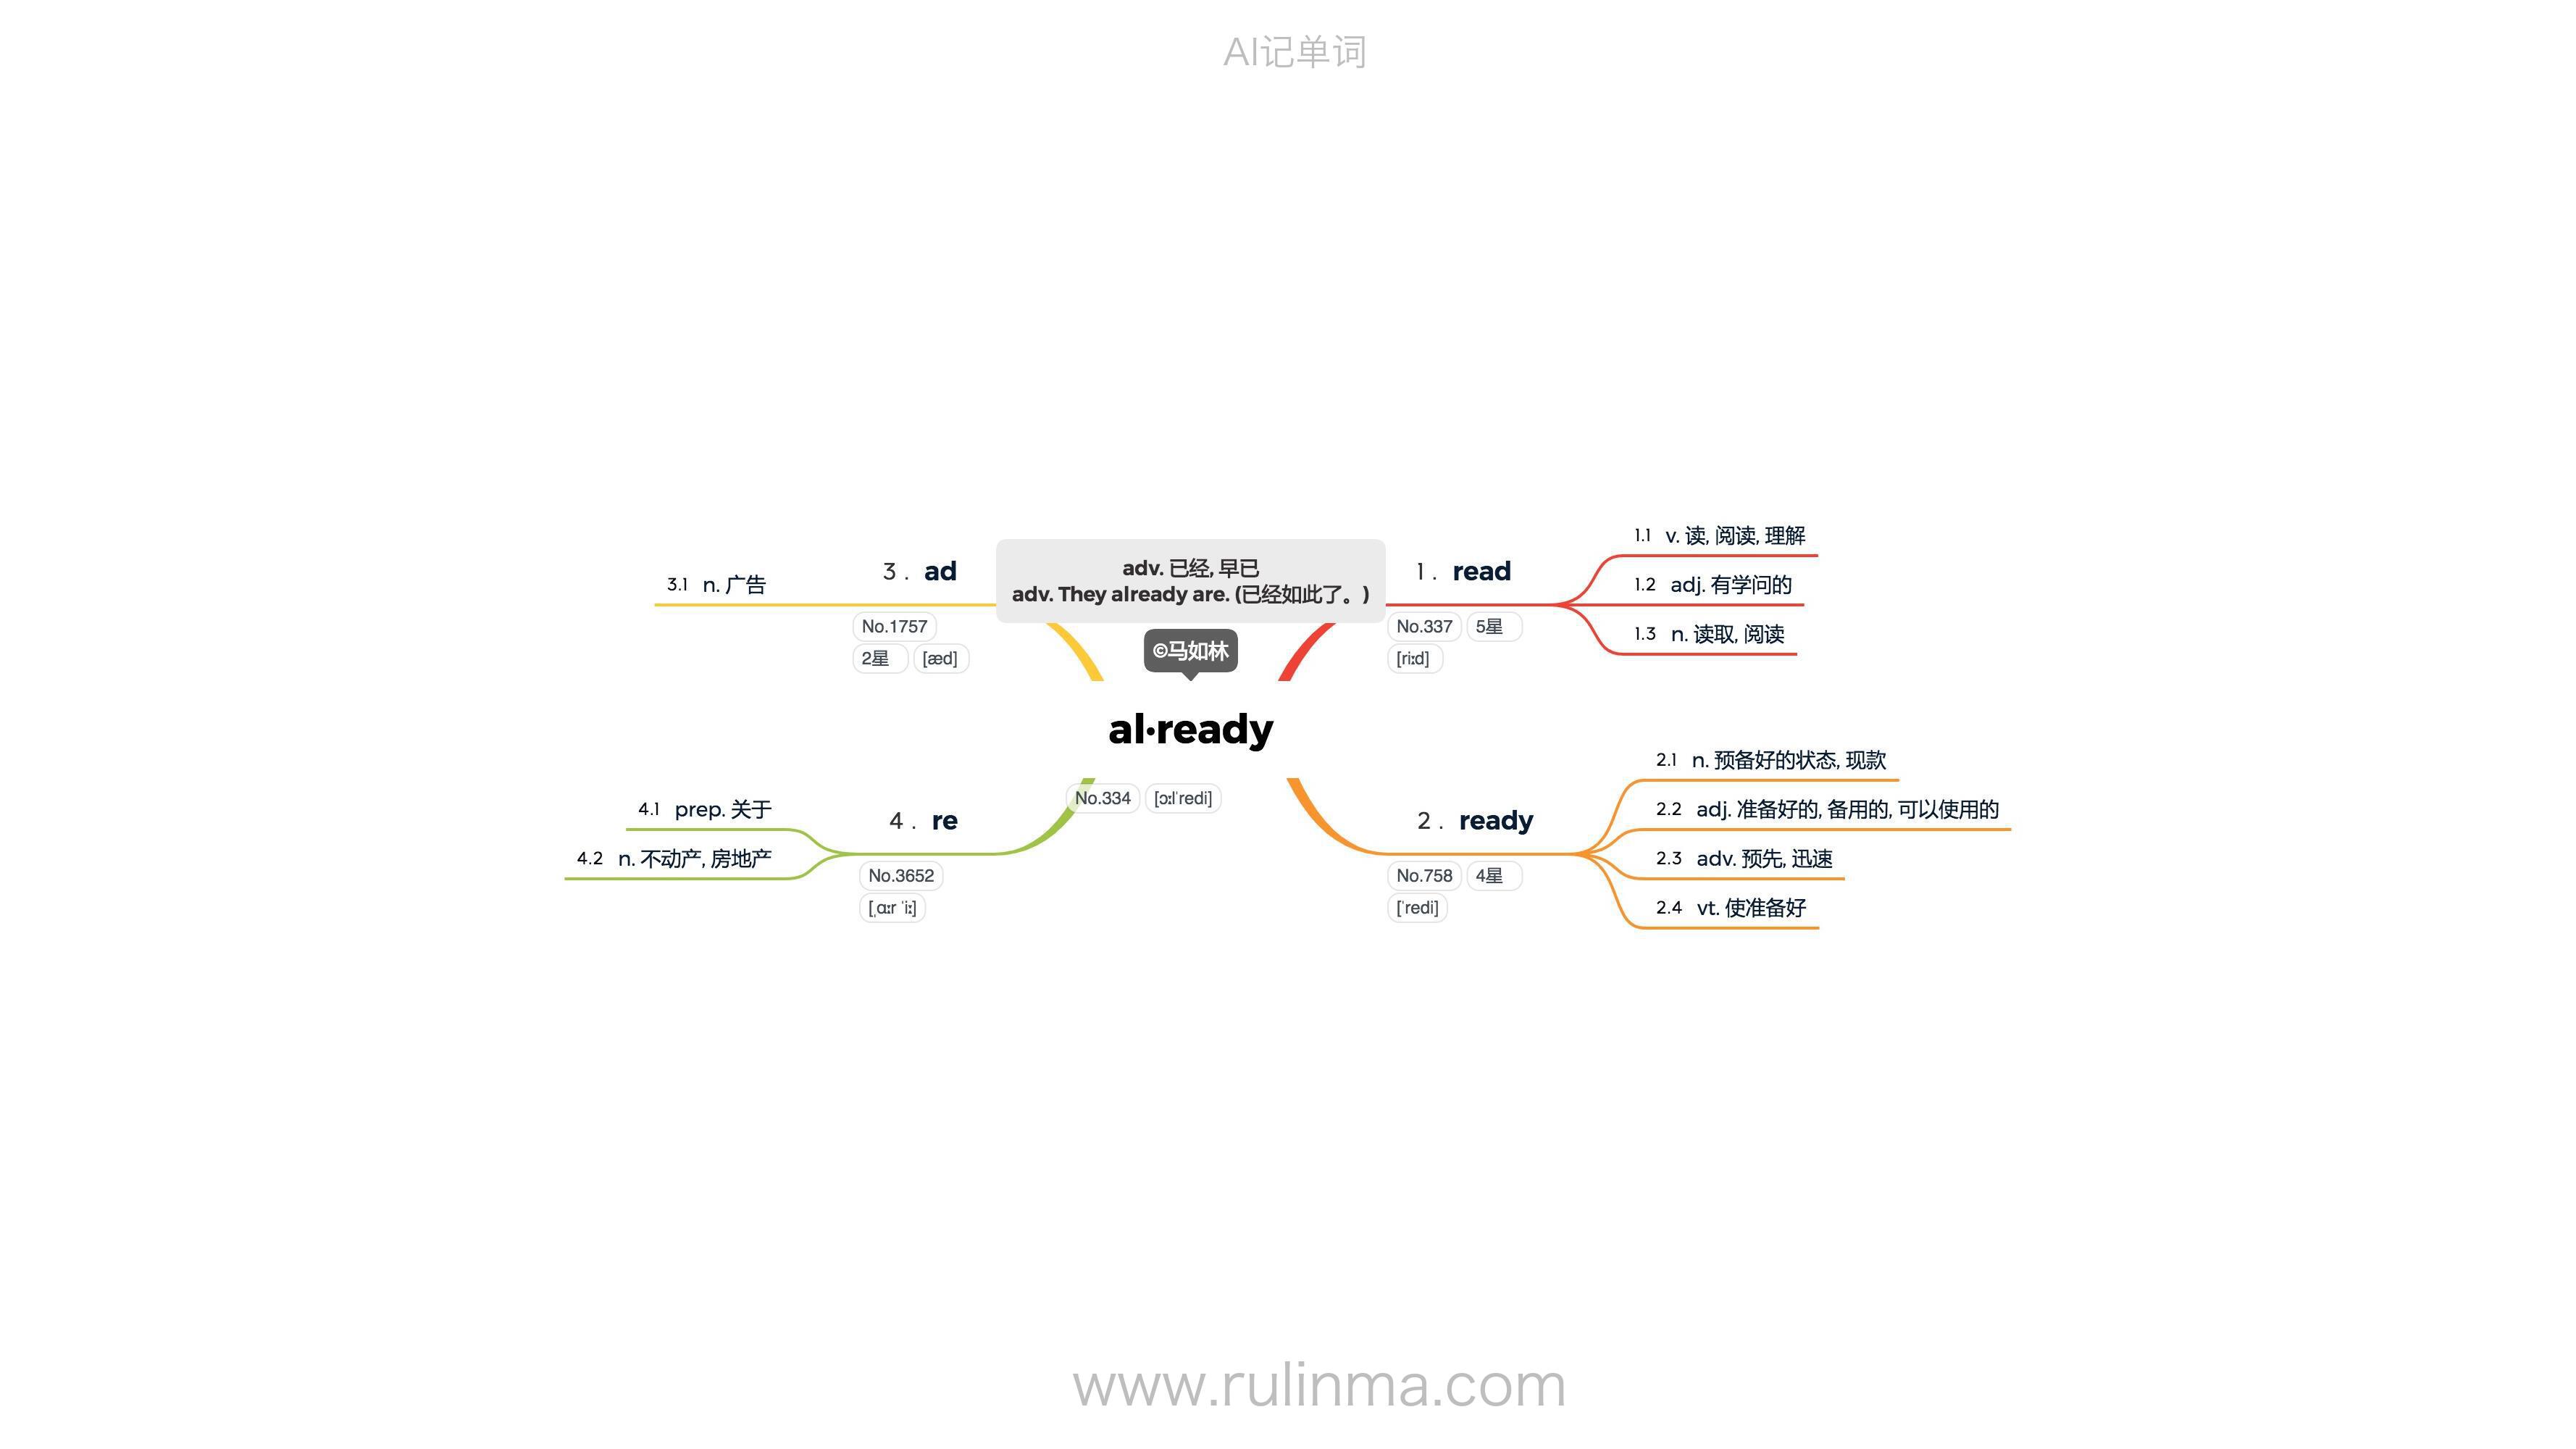 AI记单词
adv. 已经, 早已
adv. They already are. (已经如此了。)
©马如林
al·ready
No.334 [ɔːlˈredi]
1. read
No.337 5星
[riːd]
1.1 v. 读, 阅读, 理解
1.2 adj. 有学问的
1.3 n. 读取, 阅读
2. ready
No.758 4星
[ˈredi]
2.1 n. 预备好的状态, 现款
2.2 adj. 准备好的, 备用的, 可以使用的
2.3 adv. 预先, 迅速
2.4 vt. 使准备好
3. ad
No.1757
2星 [æd]
3.1 n. 广告
4. re
No.3652
[ˌɑːr ˈiː]
4.1 prep. 关于
4.2 n. 不动产, 房地产
www.rulinma.com